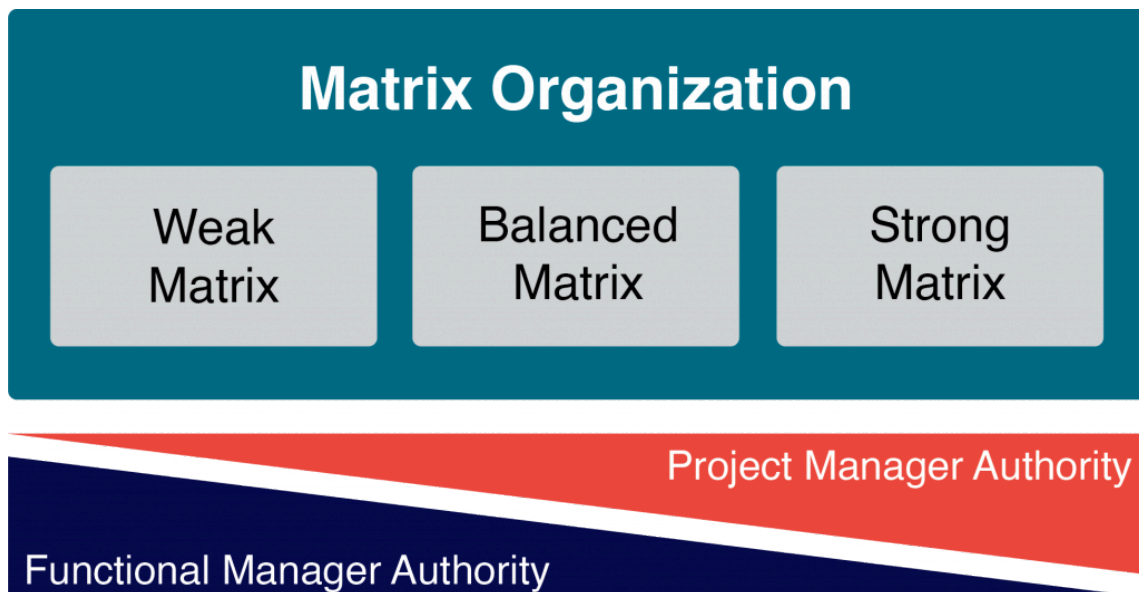 Matrix Organization
Weak
Matrix
Balanced
Matrix
Strong
Matrix
Project Manager Authority
Functional Manager Authority